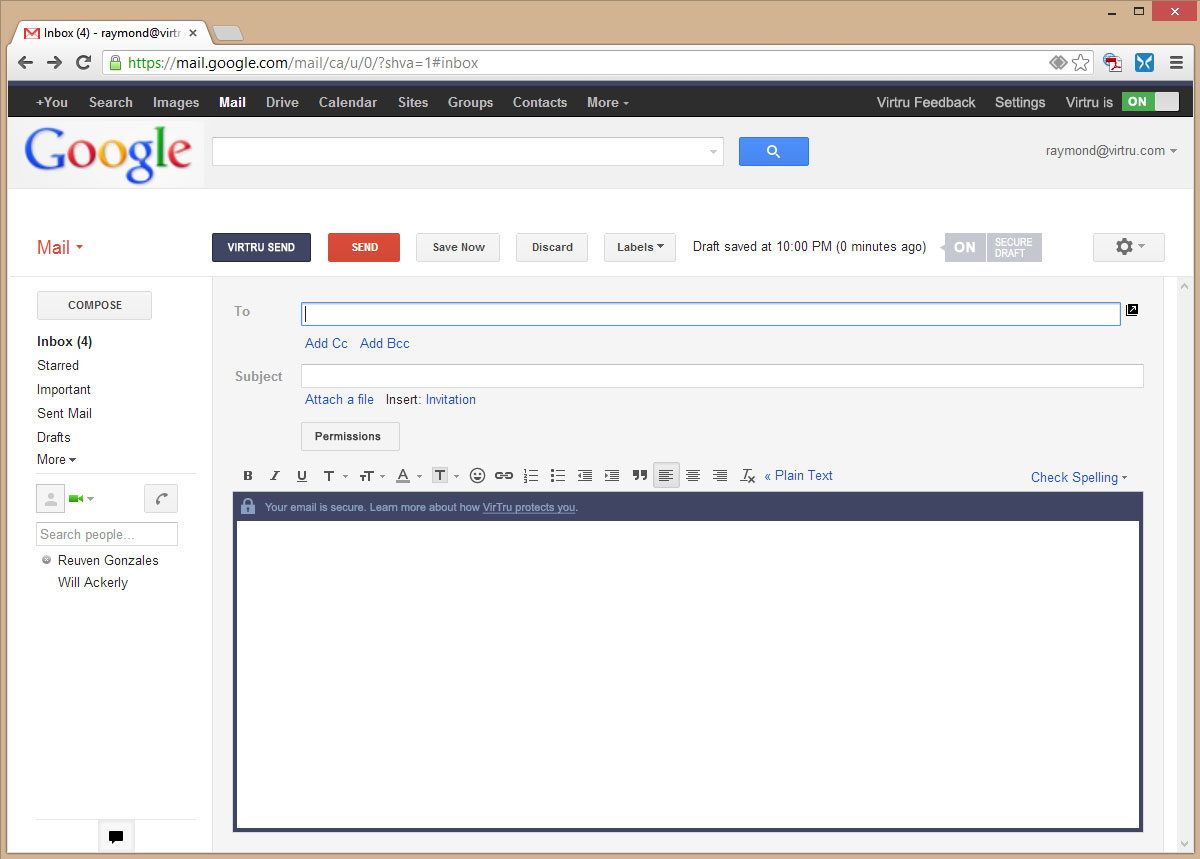 Inbox (4) - raymond@virtr
https://mail.google.com/mail/ca/u/0/?shva=1#inbox
+You Search Images Mail Drive Calendar Sites Groups Contacts More Virtru Feedback Settings Virtru is ON
Google
raymond@virtru.com
Mail VIRTRU SEND SEND Save Now Discard Labels Draft saved at 10:00 PM (0 minutes ago) ON SECURE DRAFT
COMPOSE
Inbox (4)
Starred
Important
Sent Mail
Drafts
More
Search people...
Reuven Gonzales
Will Ackerly
To
Add Cc Add Bcc
Subject
Attach a file Insert: Invitation
Permissions
B I U T TT A T « Plain Text Check Spelling
Your email is secure. Learn more about how VirTru protects you.